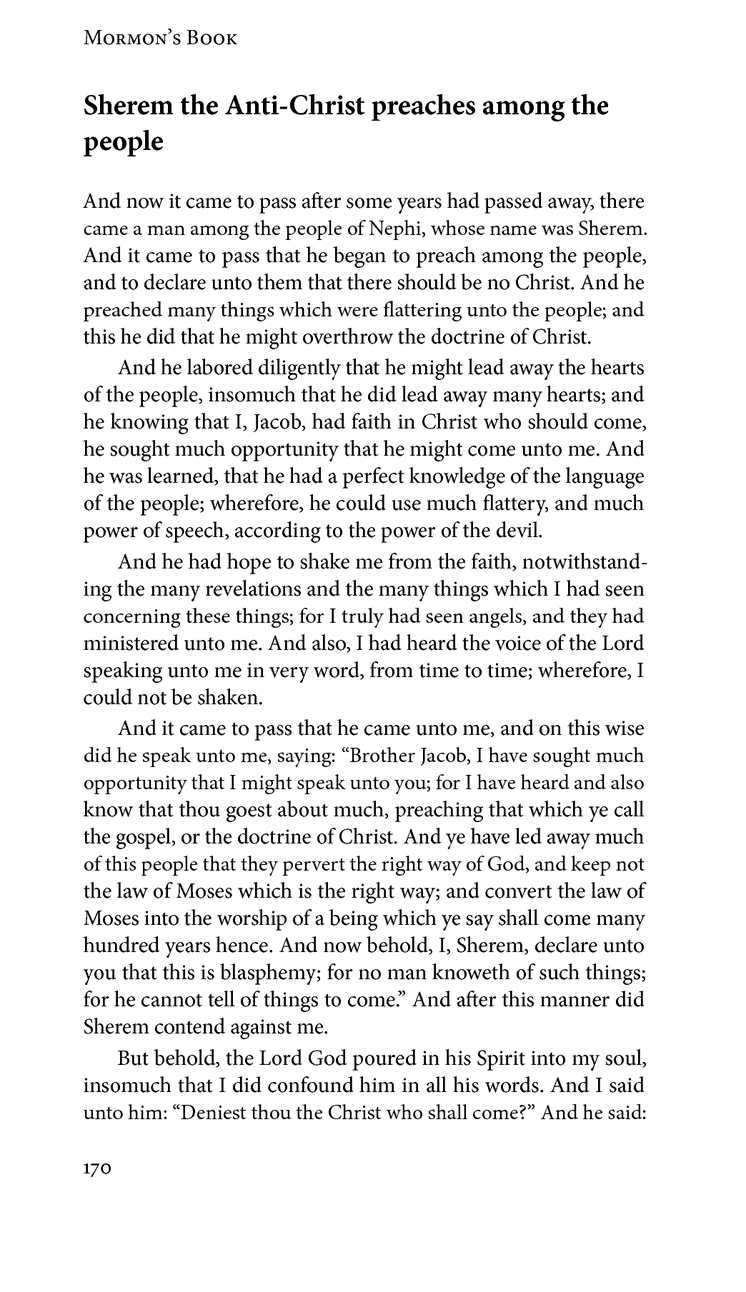 Mormon’s Book
Sherem the Anti-Christ preaches among the
people
And now it came to pass after some years had passed away, there
came a man among the people of Nephi, whose name was Sherem.
And it came to pass that he began to preach among the people,
and to declare unto them that there should be no Christ. And he
preached many things which were flattering unto the people; and
this he did that he might overthrow the doctrine of Christ.
And he labored diligently that he might lead away the hearts
of the people, insomuch that he did lead away many hearts; and
he knowing that I, Jacob, had faith in Christ who should come,
he sought much opportunity that he might come unto me. And
he was learned, that he had a perfect knowledge of the language
of the people; wherefore, he could use much flattery, and much
power of speech, according to the power of the devil.
And he had hope to shake me from the faith, notwithstand-
ing the many revelations and the many things which I had seen
concerning these things; for I truly had seen angels, and they had
ministered unto me. And also, I had heard the voice of the Lord
speaking unto me in very word, from time to time; wherefore, I
could not be shaken.
And it came to pass that he came unto me, and on this wise
did he speak unto me, saying: “Brother Jacob, I have sought much
opportunity that I might speak unto you; for I have heard and also
know that thou goest about much, preaching that which ye call
the gospel, or the doctrine of Christ. And ye have led away much
of this people that they pervert the right way of God, and keep not
the law of Moses which is the right way; and convert the law of
Moses into the worship of a being which ye say shall come many
hundred years hence. And now behold, I, Sherem, declare unto
you that this is blasphemy; for no man knoweth of such things;
for he cannot tell of things to come.” And after this manner did
Sherem contend against me.
But behold, the Lord God poured in his Spirit into my soul,
insomuch that I did confound him in all his words. And I said
unto him: “Deniest thou the Christ who shall come?” And he said:
170